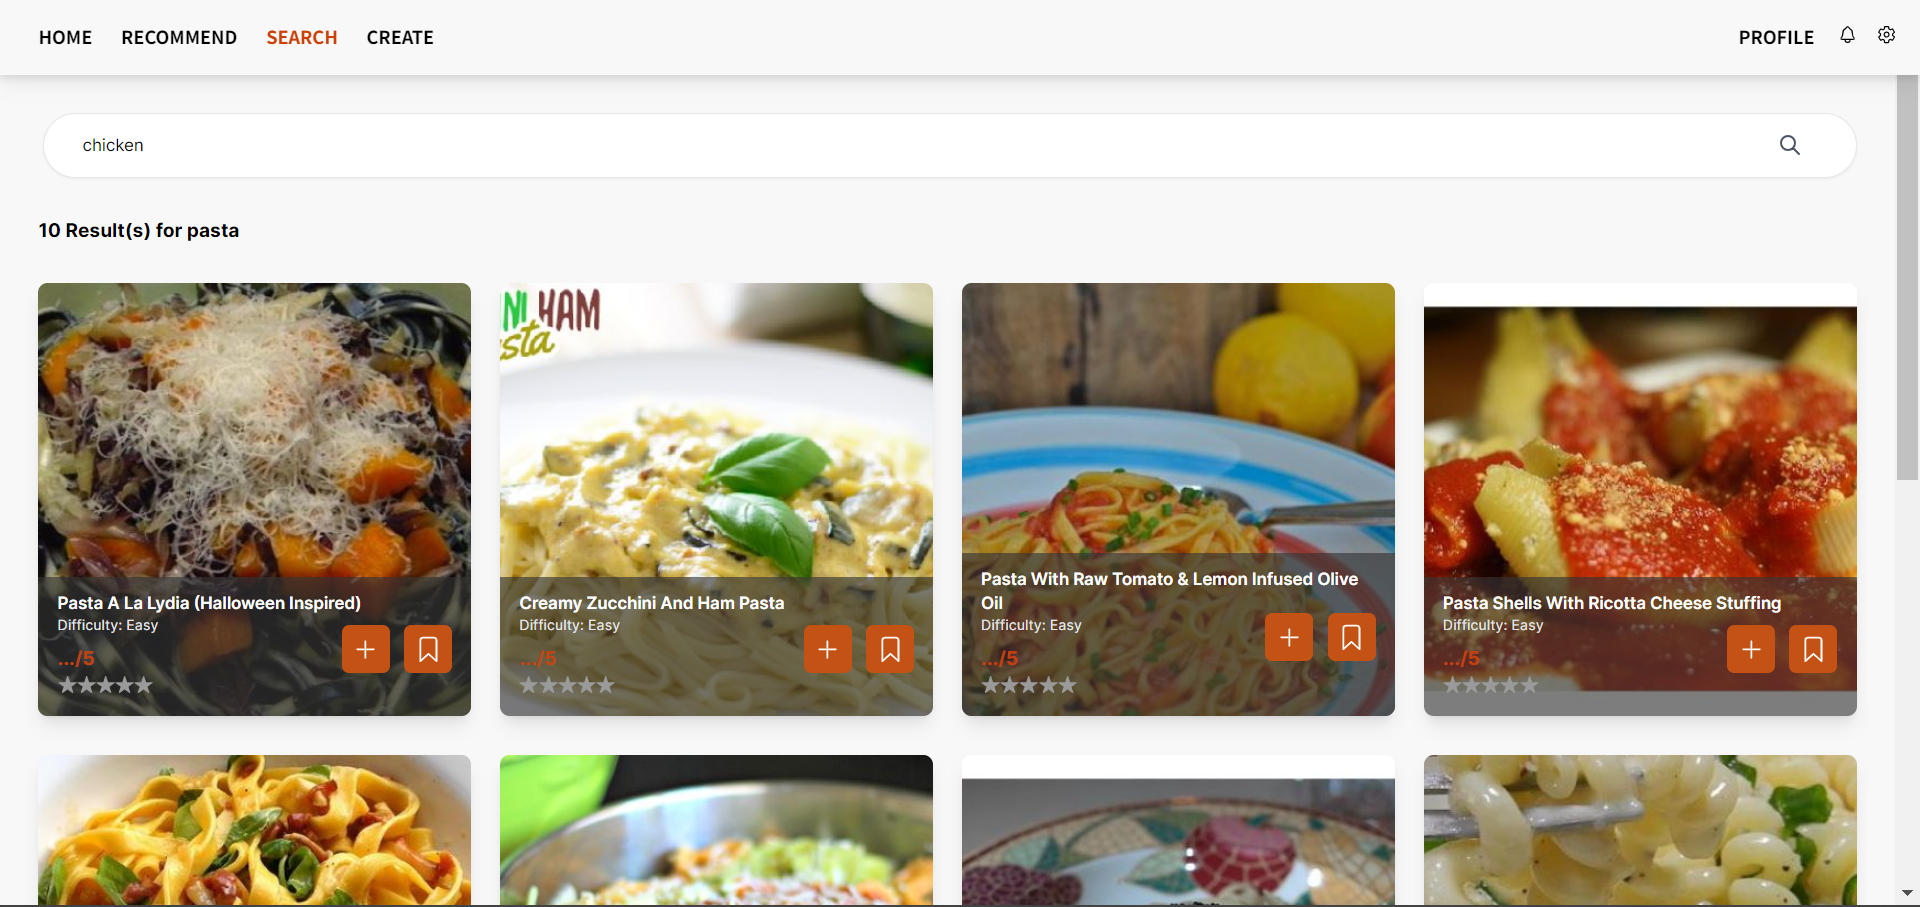 HOME RECOMMEND SEARCH CREATE PROFILE
chicken
10 Result(s) for pasta
HAM
Pasta A La Lydia (Halloween Inspired)
Difficulty: Easy
.../5
Creamy Zucchini And Ham Pasta
Difficulty: Easy
.../5
Pasta With Raw Tomato & Lemon Infused Olive
Oil
Difficulty: Easy
.../5
Pasta Shells With Ricotta Cheese Stuffing
Difficulty: Easy
.../5